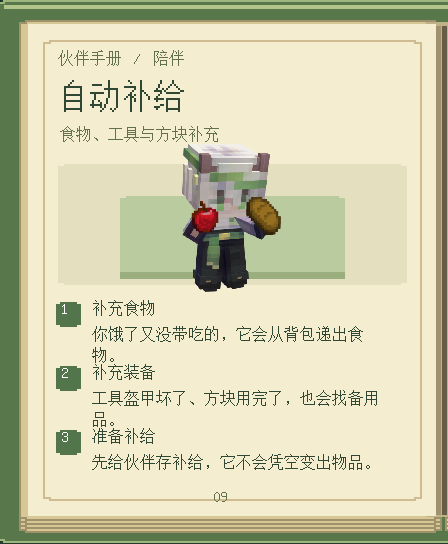 伙伴手册 / 陪伴
自动补给
食物、工具与方块补充
1 补充食物
你饿了又没带吃的，它会从背包递出食
物。
2 补充装备
工具盔甲坏了、方块用完了，也会找备用
品。
3 准备补给
先给伙伴存补给，它不会凭空变出物品。
09